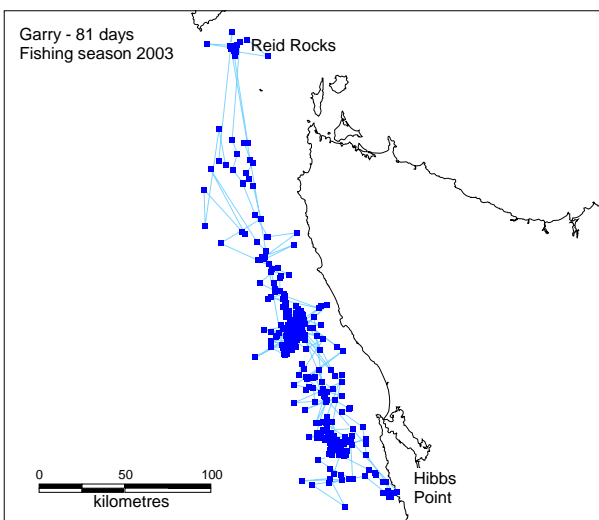 Garry - 81 days
Fishing season 2003
Reid Rocks
Hibbs
Point
0 50 100
kilometres